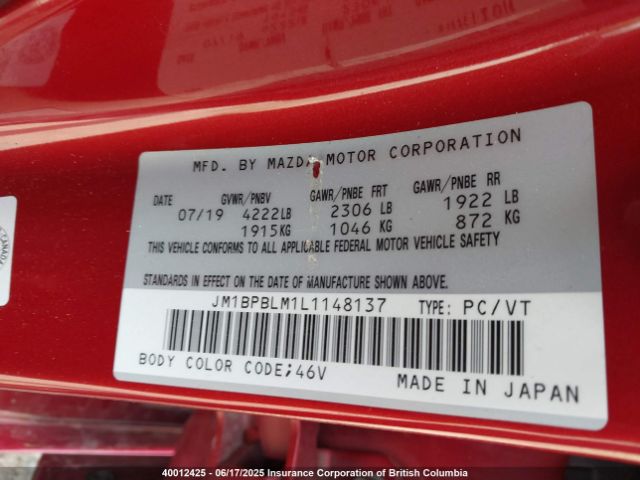 MFD. BY MAZDA MOTOR CORPORATION
DATE GVWR/PNBV GAWR/PNBE FRT GAWR/PNBE RR
07/19 4222LB 2306 LB 1922 LB
1915KG 1046 KG 872 KG
THIS VEHICLE CONFORMS TO ALL APPLICABLE FEDERAL MOTOR VEHICLE SAFETY
STANDARDS IN EFFECT ON THE DATE OF MANUFACTURE SHOWN ABOVE.
JM1BPBLM1L1148137 TYPE: PC/VT
BODY COLOR CODE;46V
MADE IN JAPAN
CANADA
40012425 - 06/17/2025 Insurance Corporation of British Columbia